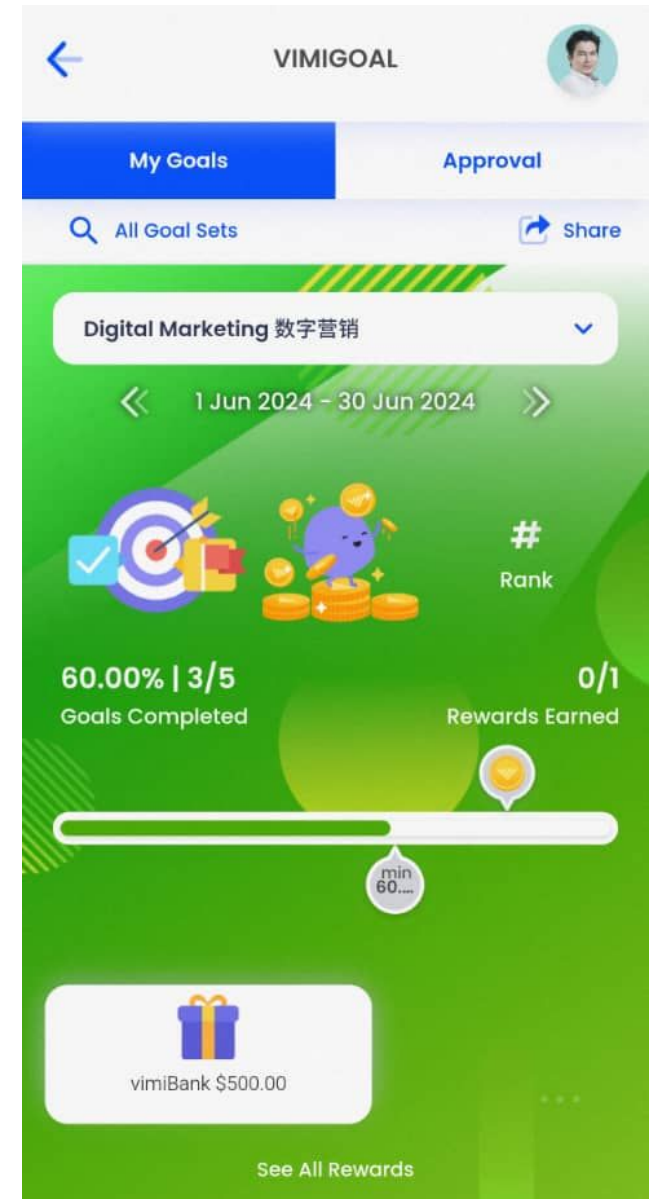 VIMIGOAL
My Goals
Approval
All Goal Sets
Share
Digital Marketing 数字营销
1 Jun 2024 - 30 Jun 2024
#
Rank
60.00% | 3/5
0/1
Goals Completed
Rewards Earned
min
60....
vimiBank $500.00
See All Rewards